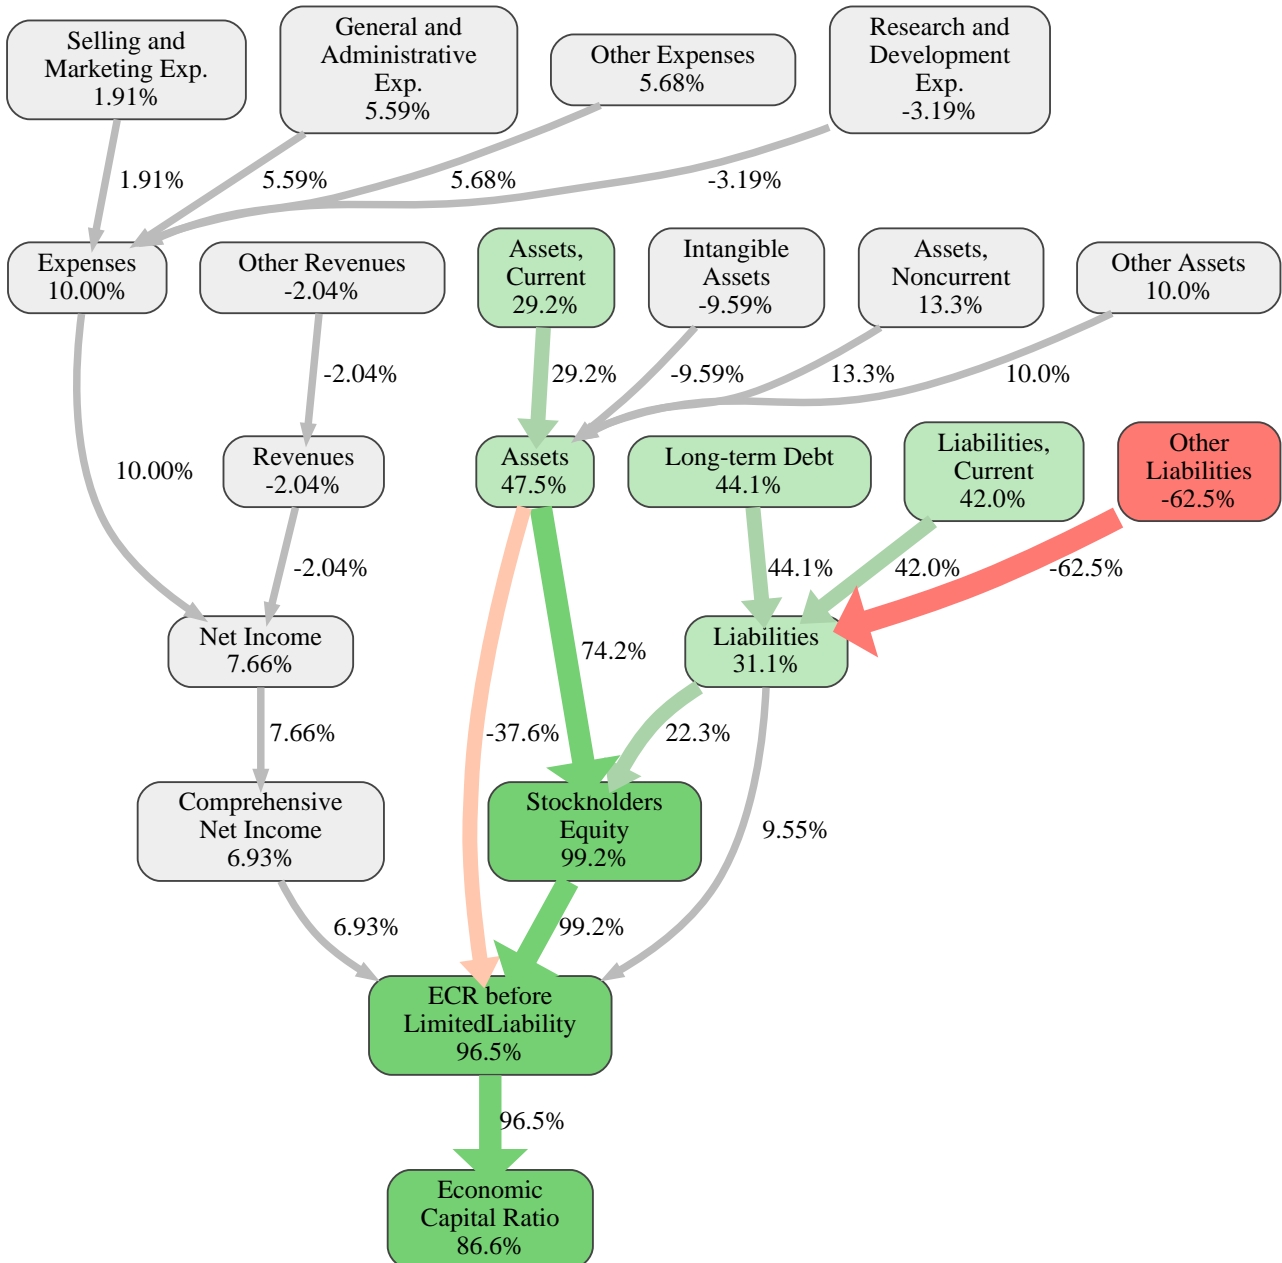 Selling and
Marketing Exp.
1.91%
General and
Administrative
Exp.
5.59%
Other Expenses
5.68%
Research and
Development
Exp.
-3.19%
1.91%
5.59%
5.68%
-3.19%
Expenses
10.00%
Other Revenues
-2.04%
Assets,
Current
29.2%
Intangible
Assets
-9.59%
Assets,
Noncurrent
13.3%
Other Assets
10.0%
-2.04%
29.2%
-9.59%
13.3%
10.0%
10.00%
Revenues
-2.04%
Assets
47.5%
Long-term Debt
44.1%
Liabilities,
Current
42.0%
Other
Liabilities
-62.5%
-2.04%
44.1%
42.0%
-62.5%
Net Income
7.66%
74.2%
Liabilities
31.1%
7.66%
-37.6%
22.3%
Comprehensive
Net Income
6.93%
Stockholders
Equity
99.2%
9.55%
6.93%
99.2%
ECR before
LimitedLiability
96.5%
96.5%
Economic
Capital Ratio
86.6%